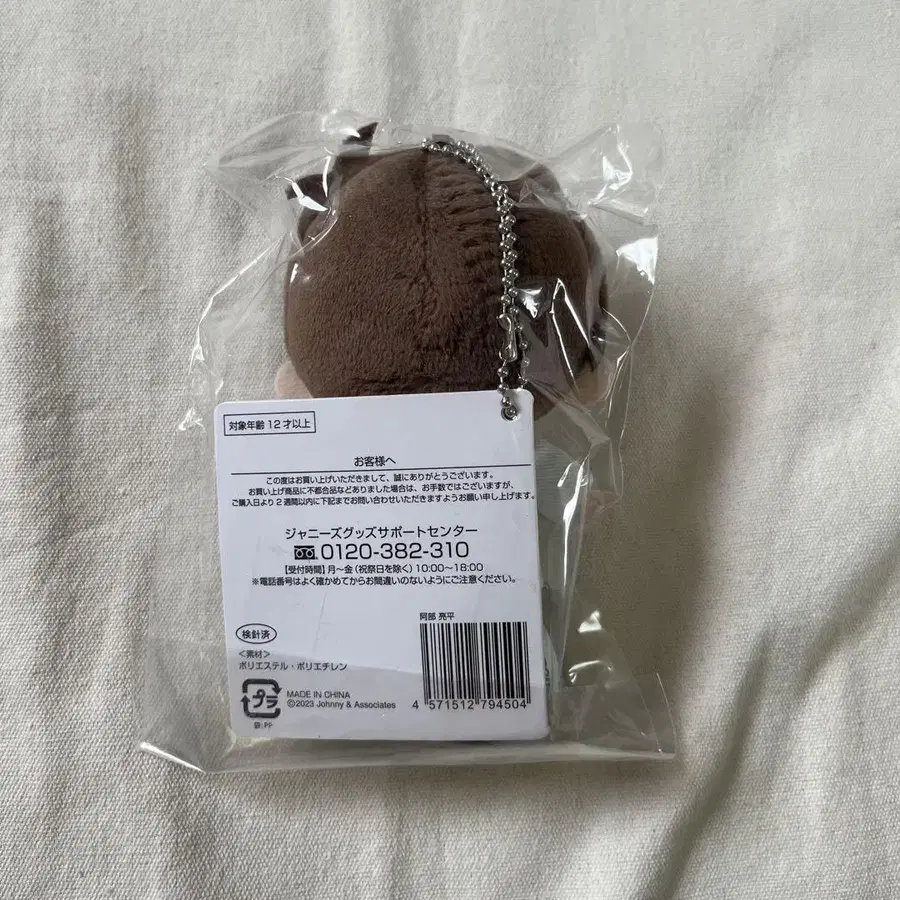 対象年齢12才以上
お客様へ
この度はお買い上げいただきまして、誠にありがとうございます。
お買い上げ商品に不都合品などありました場合は、お手数ではございますが、
ご購入日より2週間以内に下記までお問い合わせいただきますようお願い申し上げます。
ジャニーズグッズサポートセンター
0120-382-310
【受付時間】月～金（祝祭日を除く）10:00～18:00
※電話番号はよく確かめてからお間違いのないようにご注意ください。
検針済
<素材>
ポリエステル・ポリエチレン
プラ
袋:PP
MADE IN CHINA
©2023 Johnny & Associates
阿部 亮平
4 571512 794504